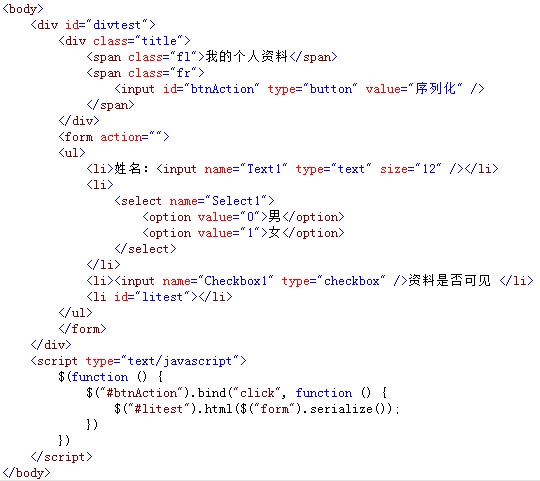 <body>
    <div id="divtest">
        <div class="title">
            <span class="fl">我的个人资料</span>
            <span class="fr">
                <input id="btnAction" type="button" value="序列化" />
            </span>
        </div>
        <form action="">
        <ul>
            <li>姓名：<input name="Text1" type="text" size="12" /></li>
            <li>
                <select name="Select1">
                    <option value="0">男</option>
                    <option value="1">女</option>
                </select>
            </li>
            <li><input name="Checkbox1" type="checkbox" />资料是否可见 </li>
            <li id="litest"></li>
        </ul>
        </form>
    </div>
    <script type="text/javascript">
        $(function () {
            $("#btnAction").bind("click", function () {
                $("#litest").html($("form").serialize());
            })
        })
    </script>
</body>